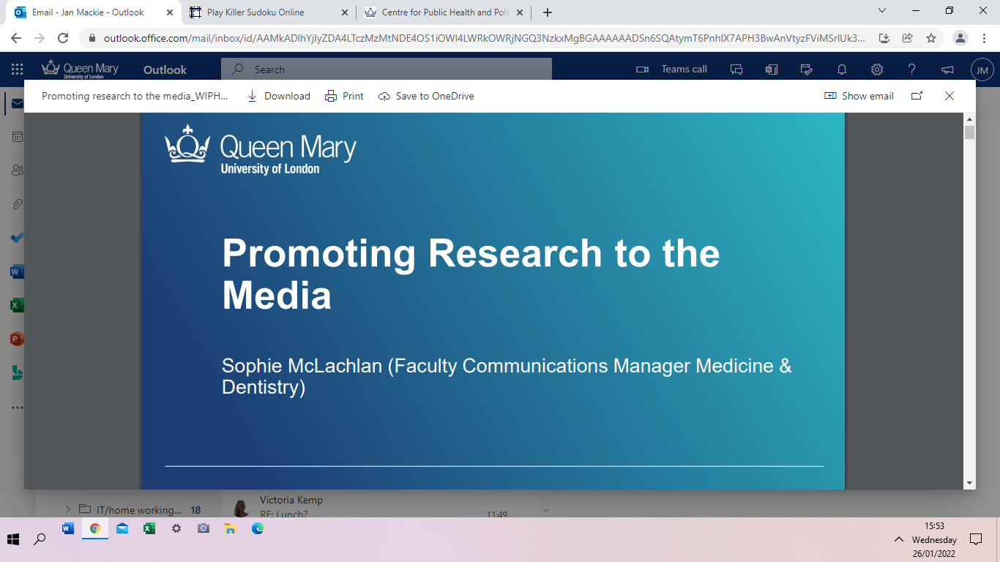 Email - Jan Mackie - Outlook
Play Killer Sudoku Online
Centre for Public Health and Poli
outlook.office.com/mail/inbox/id/AAMkADlhYjIyZDA4LTczMzMtNDE4OS1iOWI4LWRkOWRjNGQ3NzkxMgBGAAAAAADSn6SQAtymT6PnhIX7APH3BwAnVtyzFViMSrlUk3...
Queen Mary
University of London
Outlook
Search
Teams call
JM
Promoting research to the media_WIPH...
Download
Print
Save to OneDrive
Show email
Queen Mary
University of London
Promoting Research to the
Media
Sophie McLachlan (Faculty Communications Manager Medicine &
Dentistry)
IT/home working...
18
Victoria Kemp
RE: Lunch?
11:49
15:53
Wednesday
26/01/2022